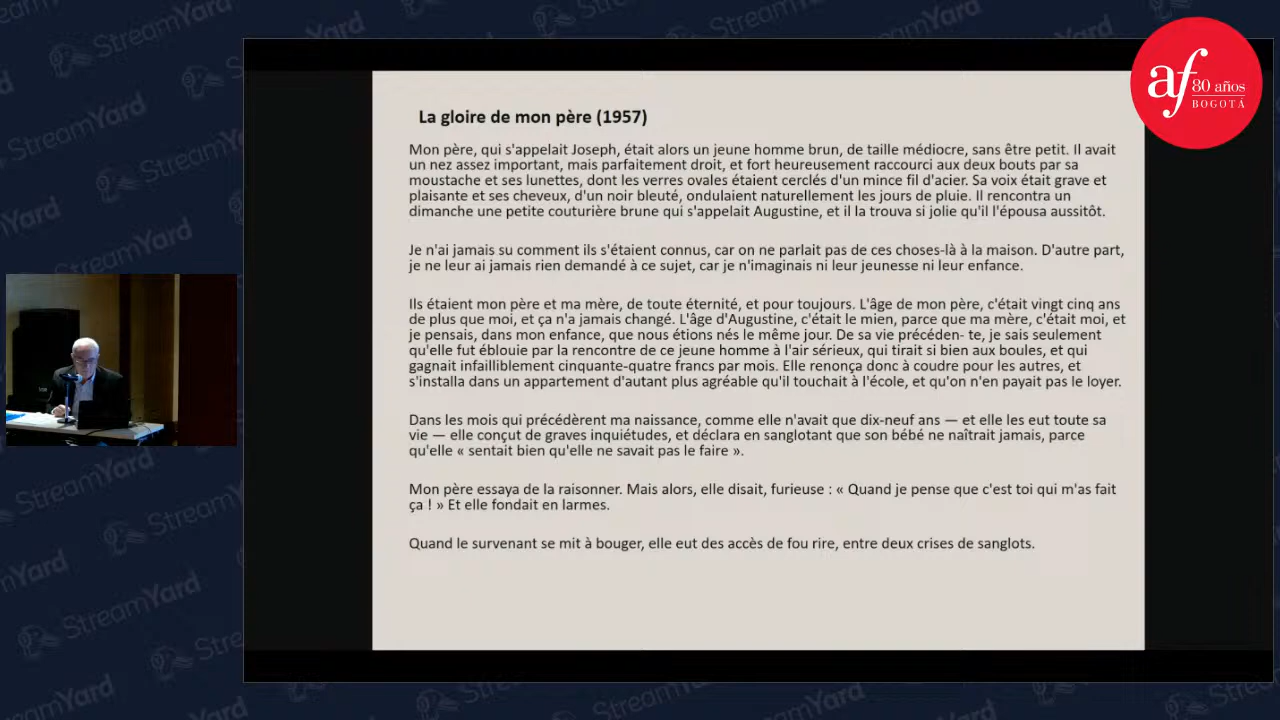 StreamYard
af 80 años
BOGOTÁ
La gloire de mon père (1957)
Mon père, qui s'appelait Joseph, était alors un jeune homme brun, de taille médiocre, sans être petit. Il avait
un nez assez important, mais parfaitement droit, et fort heureusement raccourci aux deux bouts par sa
moustache et ses lunettes, dont les verres ovales étaient cerclés d'un mince fil d'acier. Sa voix était grave et
plaisante et ses cheveux, d'un noir bleuté, ondulaient naturellement les jours de pluie. Il rencontra un
dimanche une petite couturière brune qui s'appelait Augustine, et il la trouva si jolie qu'il l'épousa aussitôt.
Je n'ai jamais su comment ils s'étaient connus, car on ne parlait pas de ces choses-là à la maison. D'autre part,
je ne leur ai jamais rien demandé à ce sujet, car je n'imaginais ni leur jeunesse ni leur enfance.
Ils étaient mon père et ma mère, de toute éternité, et pour toujours. L'âge de mon père, c'était vingt cinq ans
de plus que moi, et ça n'a jamais changé. L'âge d'Augustine, c'était le mien, parce que ma mère, c'était moi, et
je pensais, dans mon enfance, que nous étions nés le même jour. De sa vie précéden- te, je sais seulement
qu'elle fut éblouie par la rencontre de ce jeune homme à l'air sérieux, qui tirait si bien aux boules, et qui
gagnait infailliblement cinquante-quatre francs par mois. Elle renonça donc à coudre pour les autres, et
s'installa dans un appartement d'autant plus agréable qu'il touchait à l'école, et qu'on n'en payait pas le loyer.
Dans les mois qui précédèrent ma naissance, comme elle n'avait que dix-neuf ans — et elle les eut toute sa
vie — elle conçut de graves inquiétudes, et déclara en sanglotant que son bébé ne naîtrait jamais, parce
qu'elle « sentait bien qu'elle ne savait pas le faire ».
Mon père essaya de la raisonner. Mais alors, elle disait, furieuse : « Quand je pense que c'est toi qui m'as fait
ça ! » Et elle fondait en larmes.
Quand le survenant se mit à bouger, elle eut des accès de fou rire, entre deux crises de sanglots.